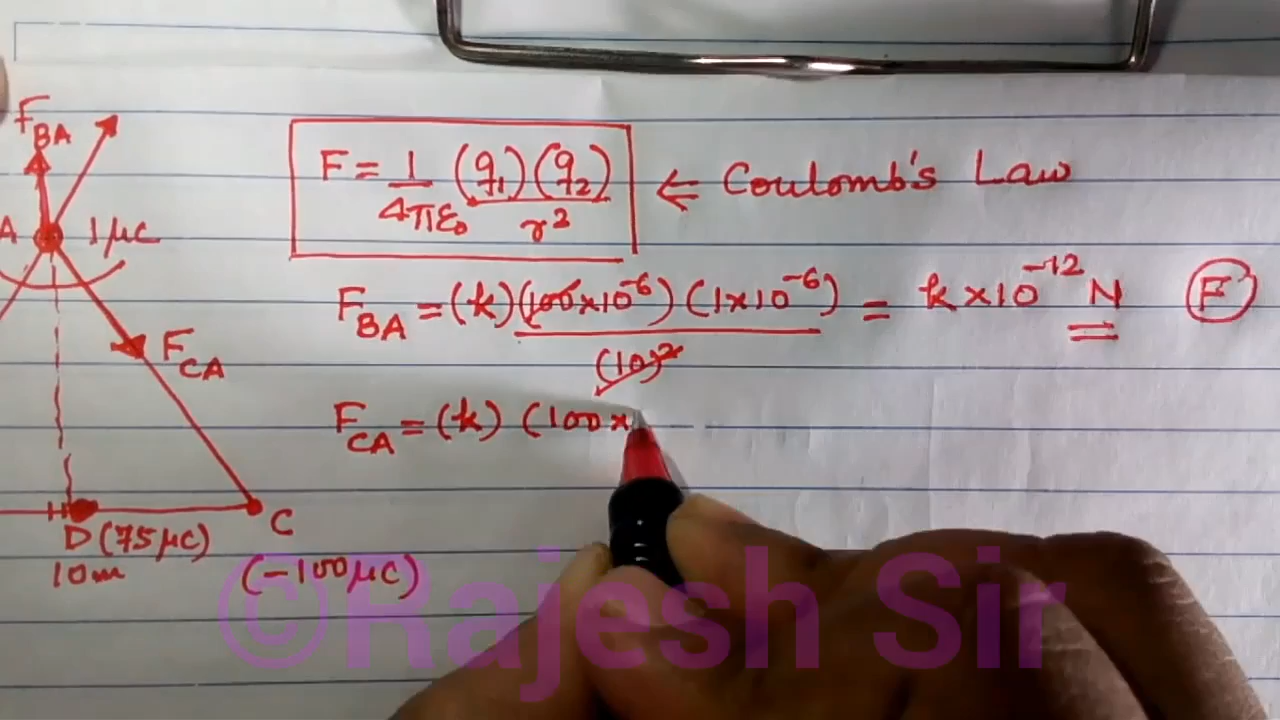 F_BA
A 1μC
F_CA
D (75μC)
10m
C
(-100μC)
F = 1/4πε₀ (q₁)(q₂)/r² ⇐ Coulomb's Law
F_BA = (k)(100×10⁻⁶)(1×10⁻⁶)/(10)² = k×10⁻¹² N F
F_CA = (k) (100×
©Rajesh Sir